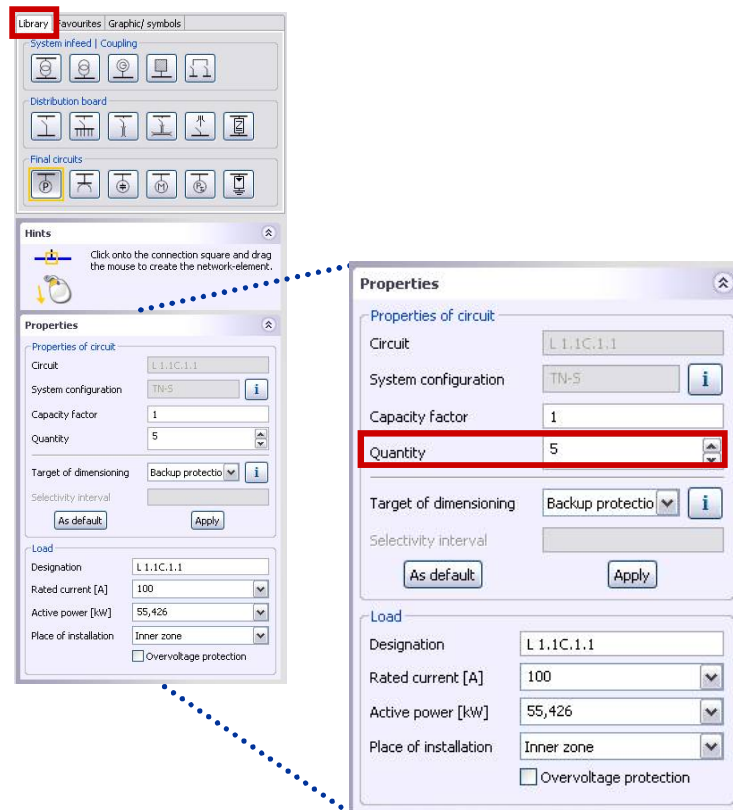 Library Favourites Graphic/ symbols
System infeed | Coupling
Distribution board
Final circuits
P M
Hints
Click onto the connection square and drag
the mouse to create the network-element.
Properties
Properties of circuit
Circuit L 1.1C.1.1
System configuration TN-S i
Capacity factor 1
Quantity 5
Target of dimensioning Backup protectio i
Selectivity interval
As default Apply
Load
Designation L 1.1C.1.1
Rated current [A] 100
Active power [kW] 55,426
Place of installation Inner zone
Overvoltage protection
Properties
Properties of circuit
Circuit L 1.1C.1.1
System configuration TN-S i
Capacity factor 1
Quantity 5
Target of dimensioning Backup protectio i
Selectivity interval
As default Apply
Load
Designation L 1.1C.1.1
Rated current [A] 100
Active power [kW] 55,426
Place of installation Inner zone
Overvoltage protection